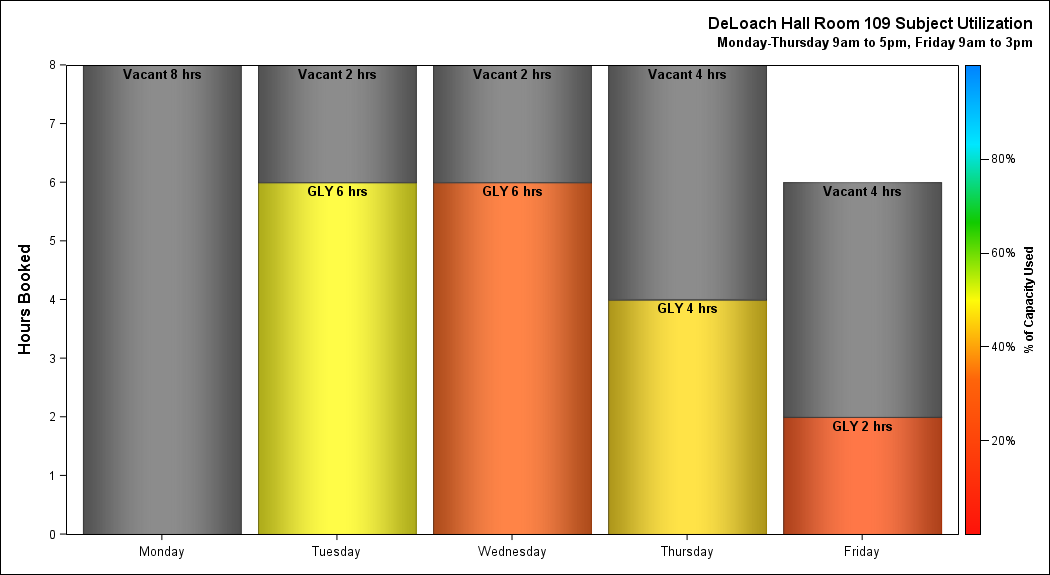 DeLoach Hall Room 109 Subject Utilization
Monday-Thursday 9am to 5pm, Friday 9am to 3pm
Hours Booked
8
7
6
5
4
3
2
1
0
Vacant 8 hrs
Vacant 2 hrs
GLY 6 hrs
Vacant 2 hrs
GLY 6 hrs
Vacant 4 hrs
GLY 4 hrs
Vacant 4 hrs
GLY 2 hrs
Monday
Tuesday
Wednesday
Thursday
Friday
80%
60%
40%
20%
% of Capacity Used